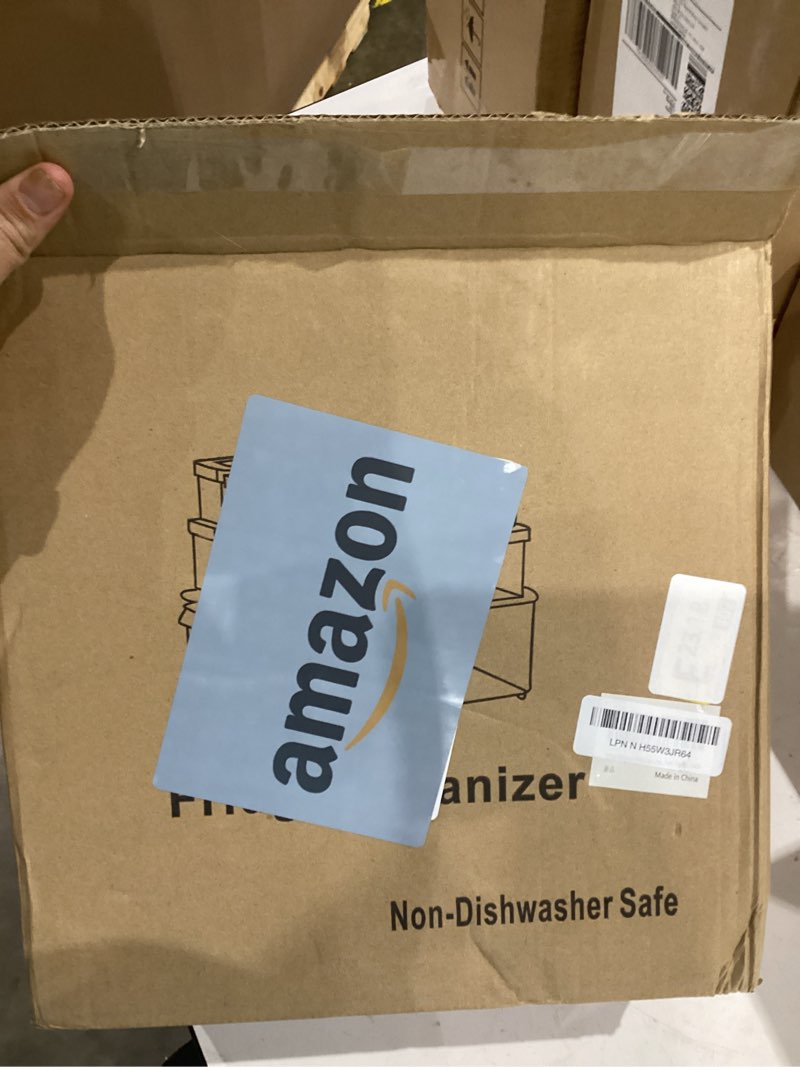 amazon
LPN N H55W3JR64
Made in China
anizer
Non-Dishwasher Safe